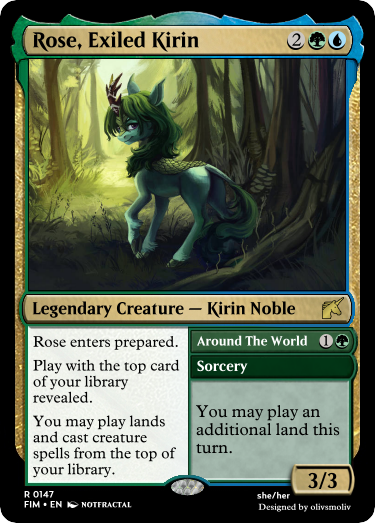 Rose, Exiled Kirin 2
Legendary Creature — Kirin Noble
Rose enters prepared.
Play with the top card
of your library
revealed.
You may play lands
and cast creature
spells from the top of
your library.
Around The World 1
Sorcery
You may play an
additional land this
turn.
3/3
R 0147
FIM • EN NOTFRACTAL
she/her
Designed by olivsmoliv